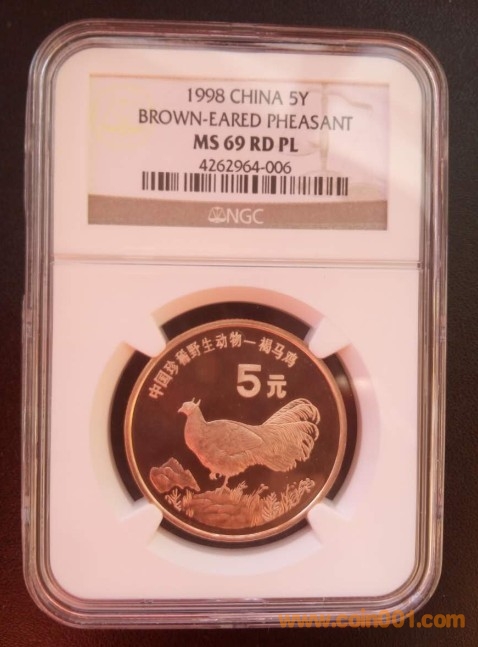 1998 CHINA 5Y
BROWN-EARED PHEASANT
MS 69 RD PL
4262964-006
NGC
中国珍稀野生动物—褐马鸡
5元
www.coin001.com